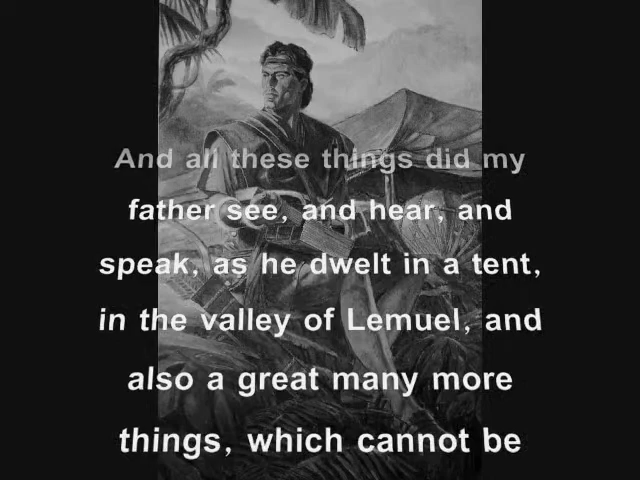 And all these things did my
father see, and hear, and
speak, as he dwelt in a tent,
in the valley of Lemuel, and
also a great many more
things, which cannot be